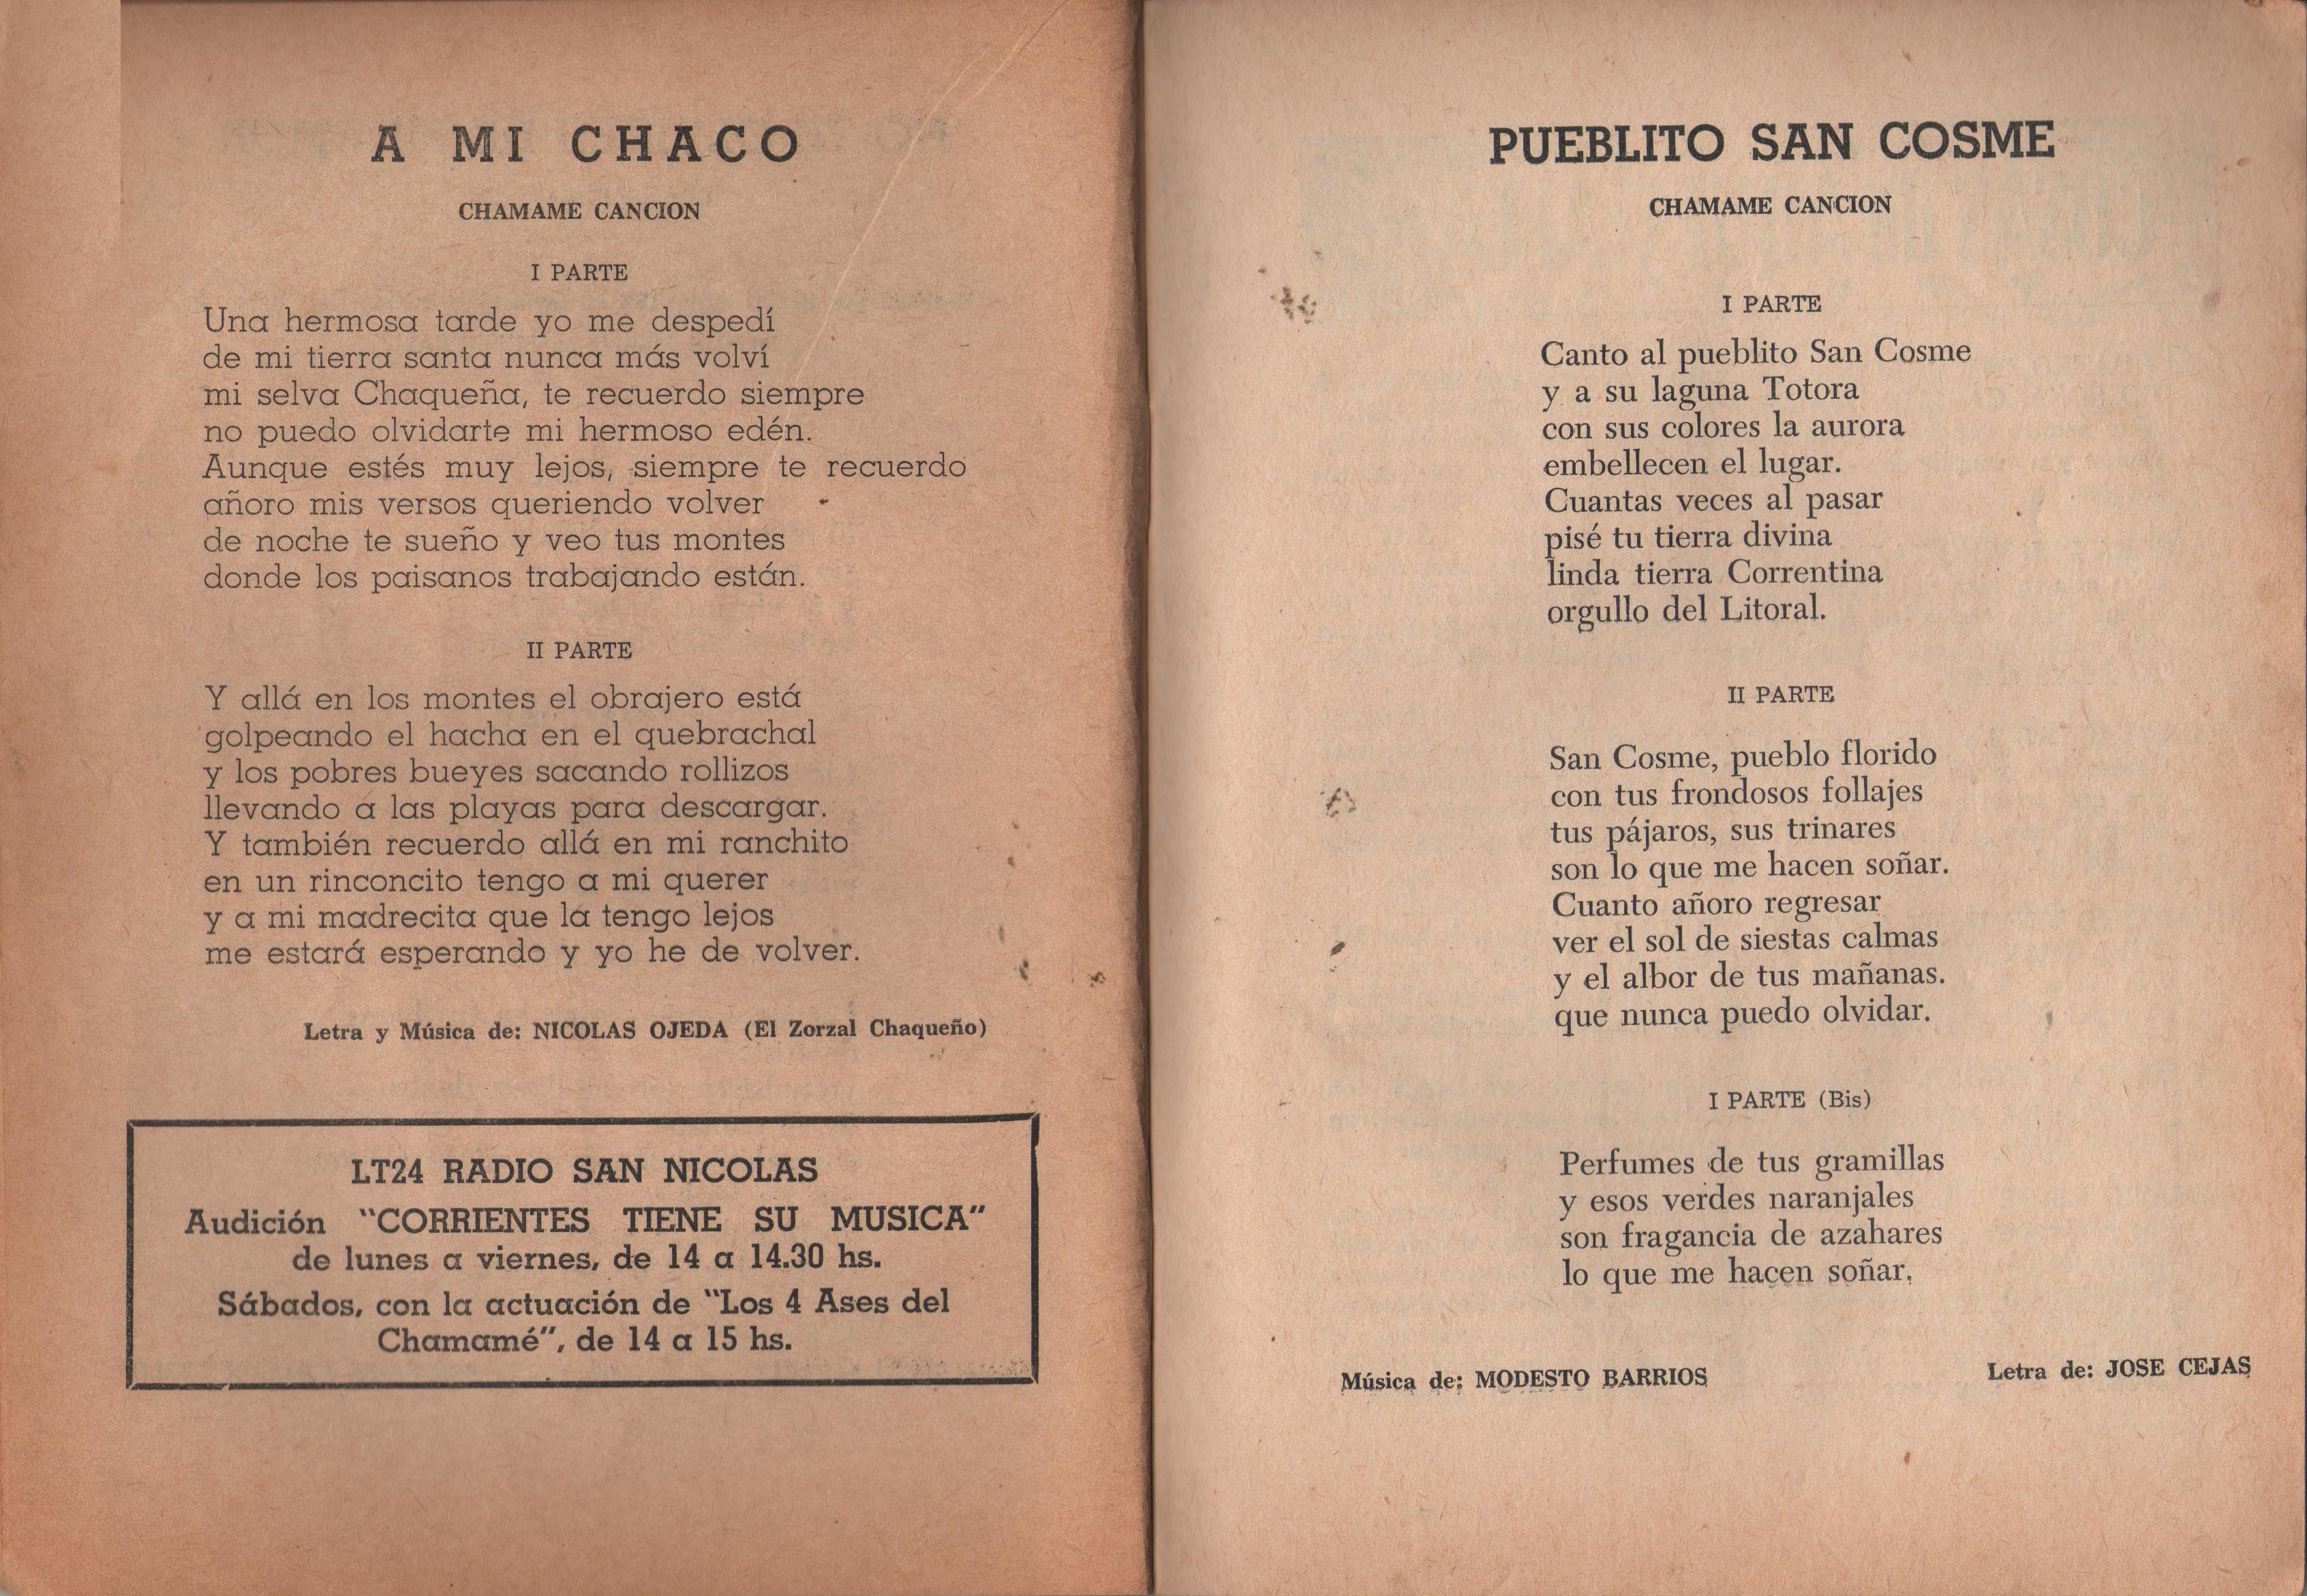 A MI CHACO
CHAMAME CANCION
I PARTE
Una hermosa tarde yo me despedí
de mi tierra santa nunca más volví
mi selva Chaqueña, te recuerdo siempre
no puedo olvidarte mi hermoso edén.
Aunque estés muy lejos, siempre te recuerdo
añoro mis versos queriendo volver
de noche te sueño y veo tus montes
donde los paisanos trabajando están.
II PARTE
Y allá en los montes el obrajero está
golpeando el hacha en el quebrachal
y los pobres bueyes sacando rollizos
llevando a las playas para descargar.
Y también recuerdo allá en mi ranchito
en un rinconcito tengo a mi querer
y a mi madrecita que la tengo lejos
me estará esperando y yo he de volver.
Letra y Música de: NICOLAS OJEDA (El Zorzal Chaqueño)
LT24 RADIO SAN NICOLAS
Audición "CORRIENTES TIENE SU MUSICA"
de lunes a viernes, de 14 a 14.30 hs.
Sábados, con la actuación de "Los 4 Ases del
Chamamé", de 14 a 15 hs.
PUEBLITO SAN COSME
CHAMAME CANCION
I PARTE
Canto al pueblito San Cosme
y a su laguna Totora
con sus colores la aurora
embellecen el lugar.
Cuantas veces al pasar
pisé tu tierra divina
linda tierra Correntina
orgullo del Litoral.
II PARTE
San Cosme, pueblo florido
con tus frondosos follajes
tus pájaros, sus trinares
son lo que me hacen soñar.
Cuanto añoro regresar
ver el sol de siestas calmas
y el albor de tus mañanas.
que nunca puedo olvidar.
I PARTE (Bis)
Perfumes de tus gramillas
y esos verdes naranjales
son fragancia de azahares
lo que me hacen soñar.
Música de: MODESTO BARRIOS
Letra de: JOSE CEJAS